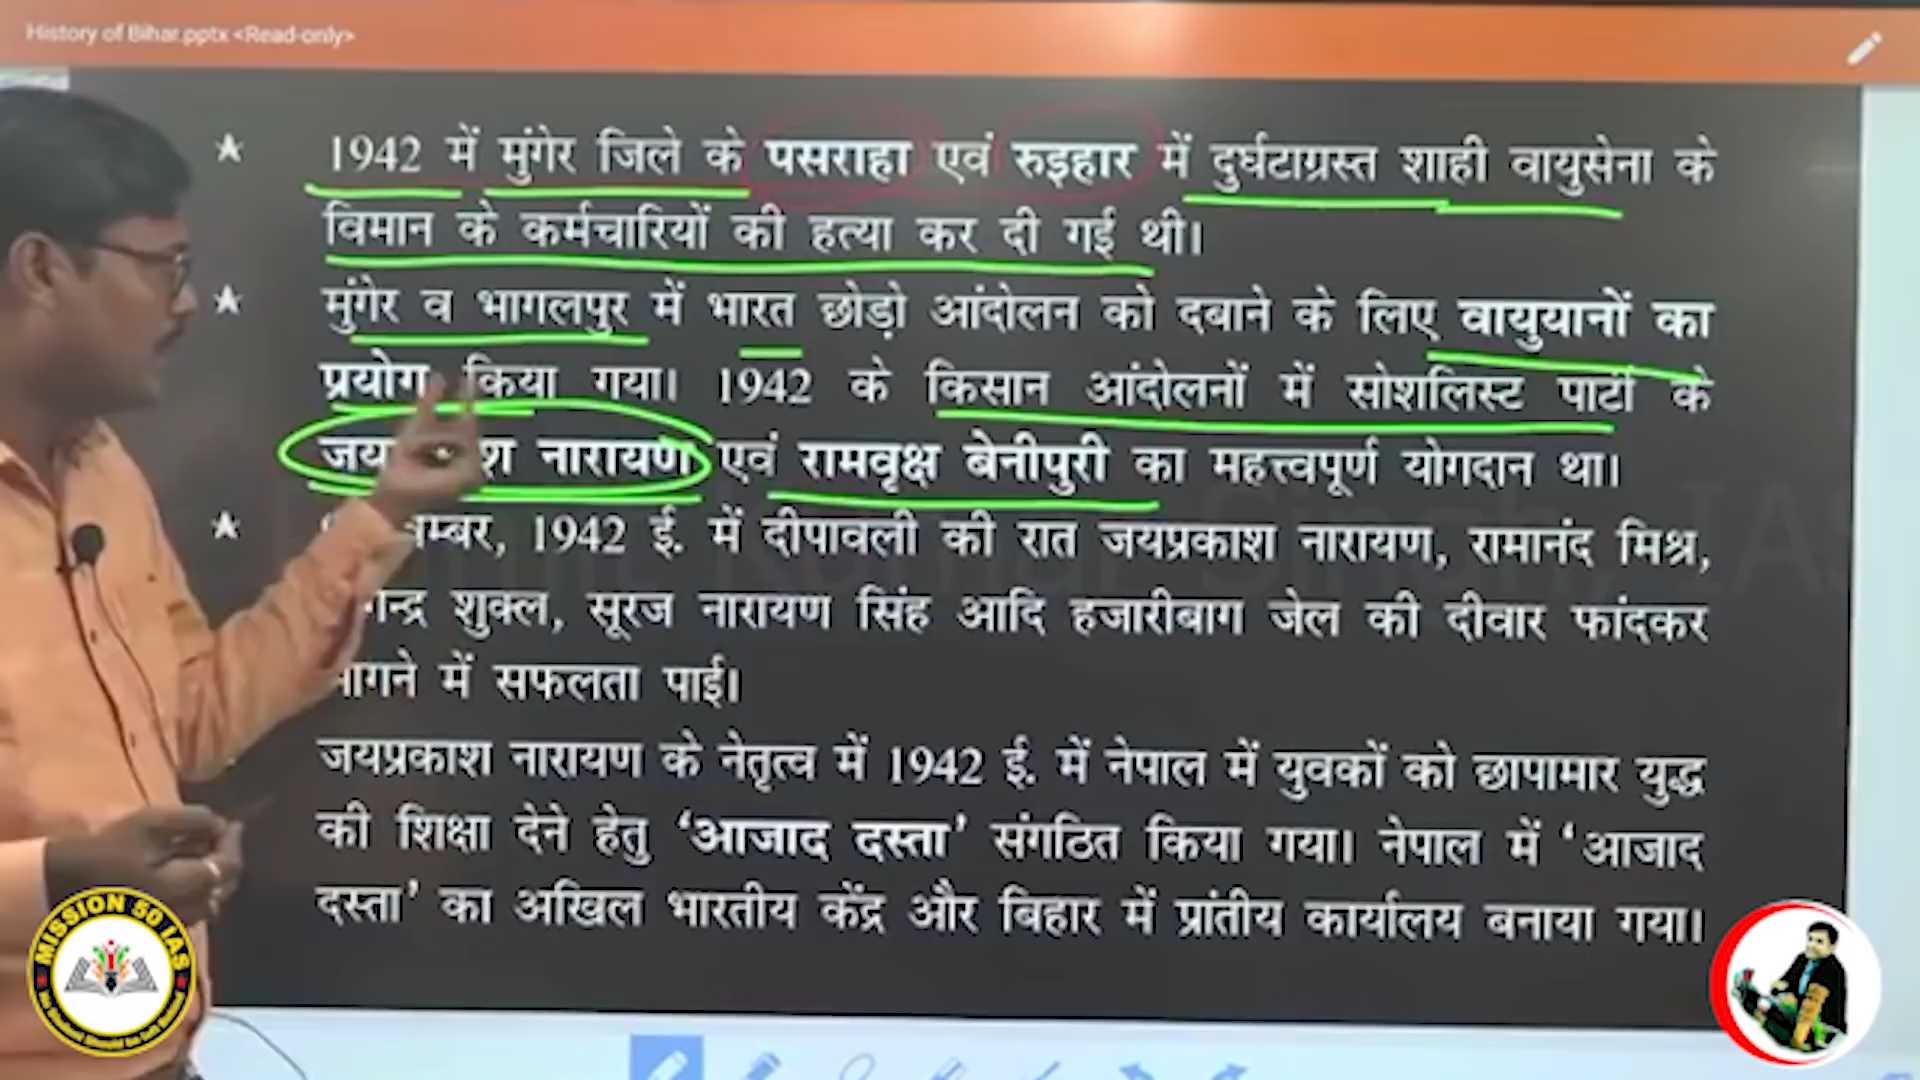 History of Bihar.pptx <Read-only>
★ 1942 में मुंगेर जिले के पसराहा एवं रुइहार में दुर्घटाग्रस्त शाही वायुसेना के
विमान के कर्मचारियों की हत्या कर दी गई थी।
★ मुंगेर व भागलपुर में भारत छोड़ो आंदोलन को दबाने के लिए वायुयानों का
प्रयोग किया गया। 1942 के किसान आंदोलनों में सोशलिस्ट पार्टी के
नारायण एवं रामवृक्ष बेनीपुरी का महत्त्वपूर्ण योगदान था।
★ 1942 ई. में दीपावली की रात जयप्रकाश नारायण, रामानंद मिश्र,
शुक्ल, सूरज नारायण सिंह आदि हजारीबाग जेल की दीवार फांदकर
में सफलता पाई।
जयप्रकाश नारायण के नेतृत्व में 1942 ई. में नेपाल में युवकों को छापामार युद्ध
की शिक्षा देने हेतु ‘आजाद दस्ता’ संगठित किया गया। नेपाल में ‘आजाद
दस्ता’ का अखिल भारतीय केंद्र और बिहार में प्रांतीय कार्यालय बनाया गया।
MISSION 50 IAS